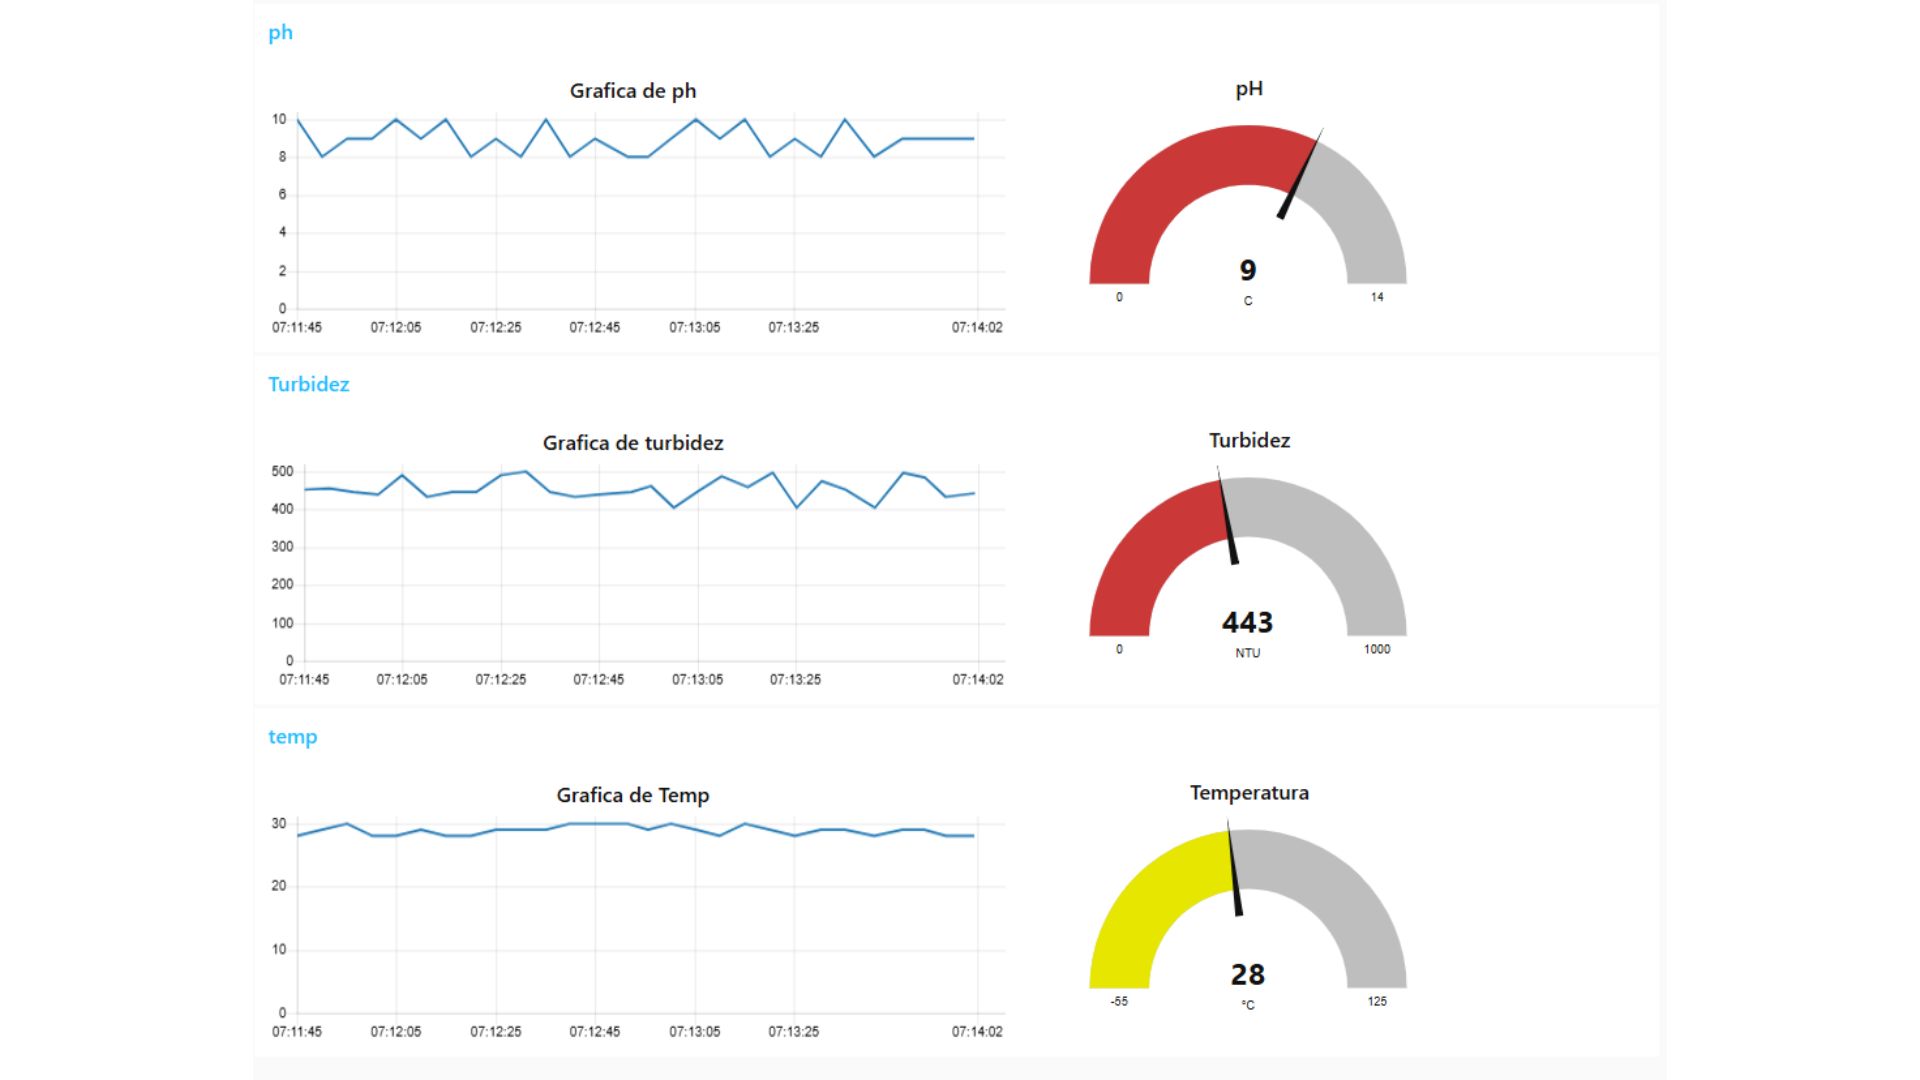 ph
Grafica de ph
10
8
6
4
2
0
07:11:45 07:12:05 07:12:25 07:12:45 07:13:05 07:13:25 07:14:02
pH
9
C
0 14
Turbidez
Grafica de turbidez
500
400
300
200
100
0
07:11:45 07:12:05 07:12:25 07:12:45 07:13:05 07:13:25 07:14:02
Turbidez
443
NTU
0 1000
temp
Grafica de Temp
30
20
10
0
07:11:45 07:12:05 07:12:25 07:12:45 07:13:05 07:13:25 07:14:02
Temperatura
28
°C
-55 125